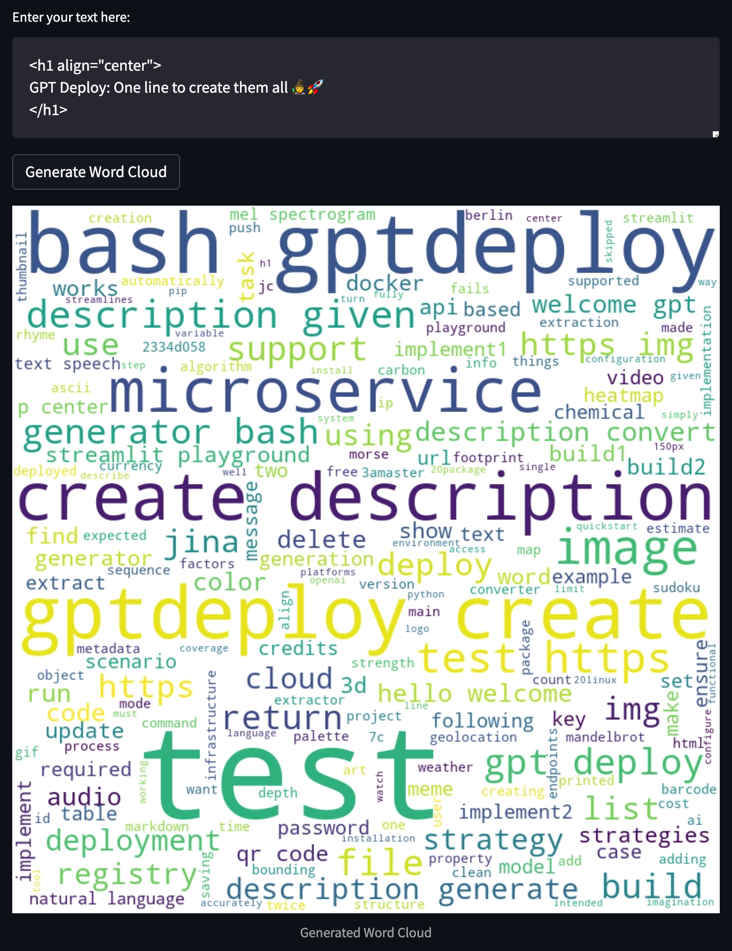 Enter your text here:
<h1 align="center">
GPT Deploy: One line to create them all 🧙🚀
</h1>
Generate Word Cloud
creation mel spectrogram berlin center streamlit
bash gptdeploy
push skipped
thumbnail
works automatically task h1 jc docker fails supported way
streamlines pip turn fully
description given api based welcome gpt
rhyme variable playground extraction made implementation
use 2334d058 support implement1 https img
text speech step algorithm install carbon info things configuration given
ascii microservice ip video heatmap
p center chemical simply
system
generator bash using description convert
streamlit playground morse url footprint build1 150px
deployed currency well two free 3amaster 20package single build2
describe
create description
message
find expected jina delete show text quickstart estimate
environment access map image
generator factors generation deploy
sequence platforms word example
extract color openai version converter limit sudoku
python
gptdeploy create
align main
logo
metadata coverage credits package
scenario strength test https ensure functional
object cloud 3d count 201inux set
run https infrastructure extractor hello welcome img make
code mode return line key
must command project following configure
update language palette 7c geolocation mandelbrot html
gif process test weather gpt deploy
required working art watch endpoints printed
want depth meme creating barcode
audio user implement2 list cost
implement id table ai
markdown time password one strategy strategies
deployment installation
qr code file property case
registry saving bounding clean model add adding
tool description generate build
natural language accurately twice structure intended imagination
Generated Word Cloud